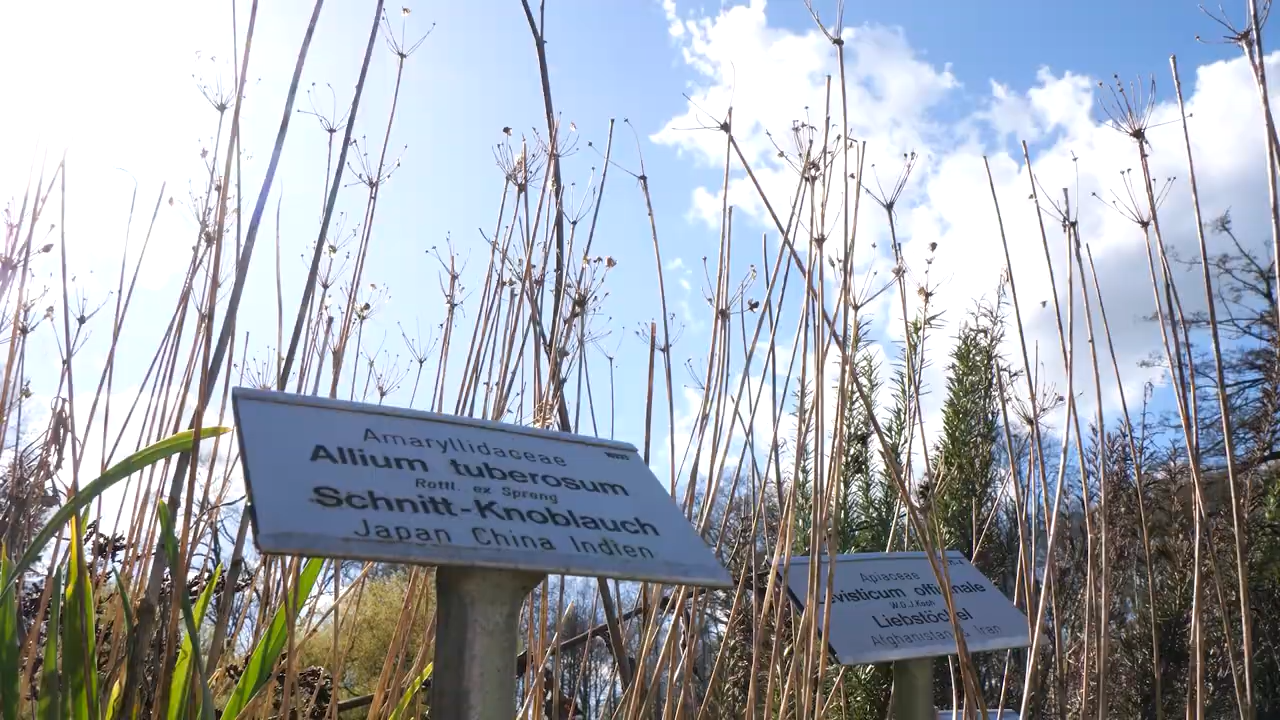 Amaryllidaceae
Allium tuberosum
Rottl. ex Spreng
Schnitt-Knoblauch
Japan China Indien
Apiaceae
Levisticum officinale
W.D.J.Koch
Liebstöckel
Afghanistan Iran